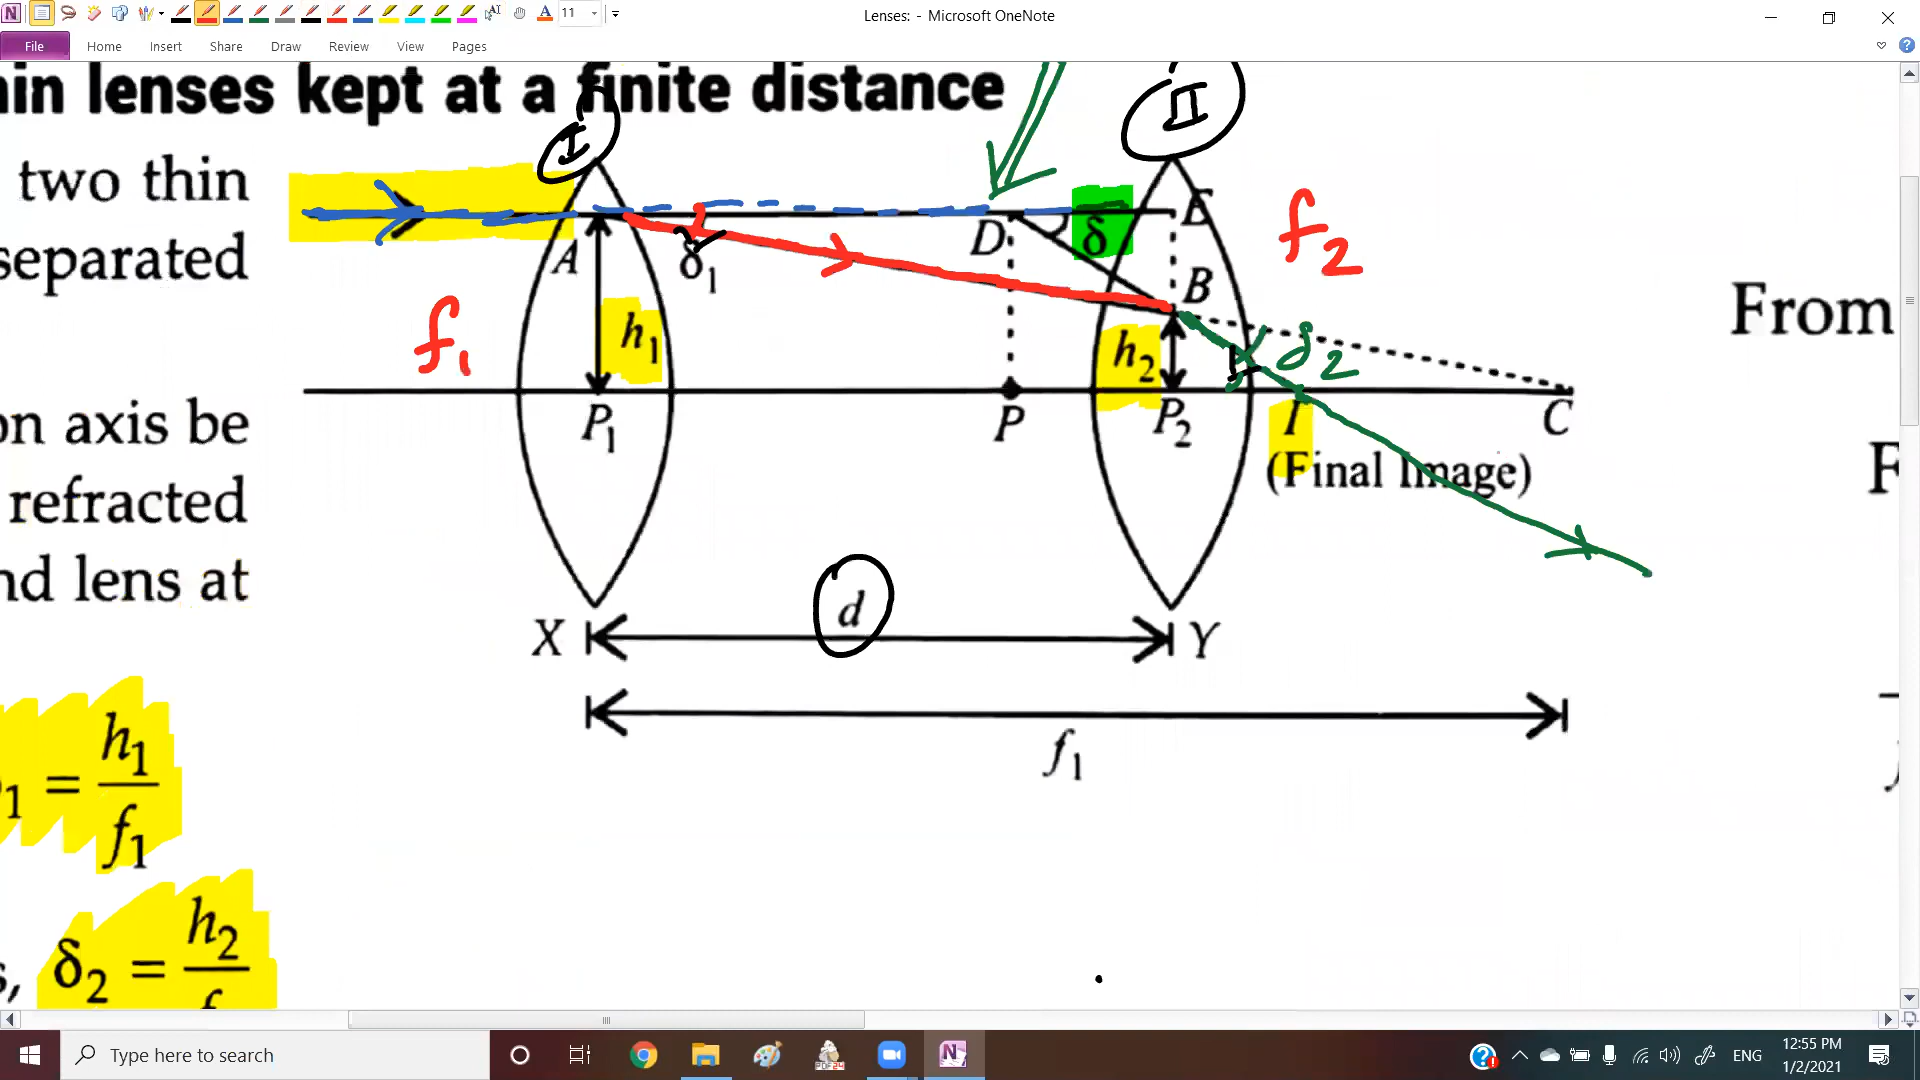 Lenses: - Microsoft OneNote
11
File Home Insert Share Draw Review View Pages
in lenses kept at a finite distance
I
II
two thin
separated
on axis be
refracted
nd lens at
A
δ1
D
δ
E
B
f2
f1
h1
h2
δ2
From
P1
P
P2
I
C
(Final Image)
F
X
d
Y
f1
1 = h1
f1
s, δ2 = h2
f
Type here to search
ENG
12:55 PM
1/2/2021